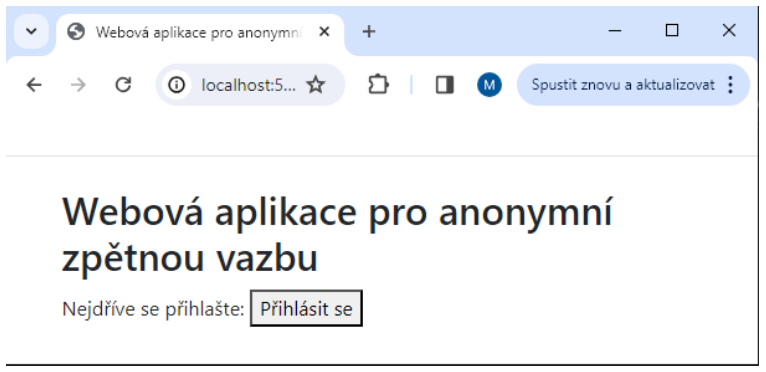 Webová aplikace pro anonymní
localhost:5...
M
Spustit znovu a aktualizovat
Webová aplikace pro anonymní
zpětnou vazbu
Nejdříve se přihlašte: Přihlásit se